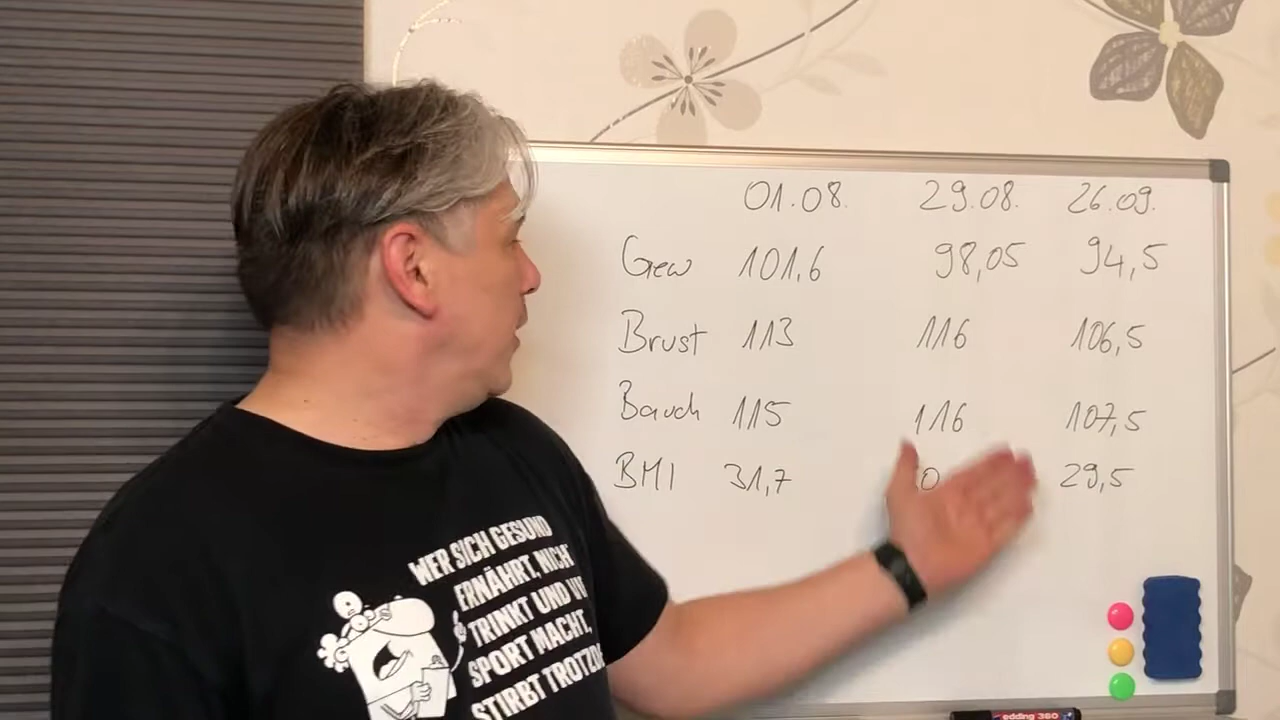 01.08. 29.08. 26.09.
Gew 101,6 98,05 94,5
Brust 113 116 106,5
Bauch 115 116 107,5
BMI 31,7 29,5
WER SICH GESUND
ERNÄHRT, NICHT
TRINKT UND
SPORT MACHT,
STIRBT
edding 360